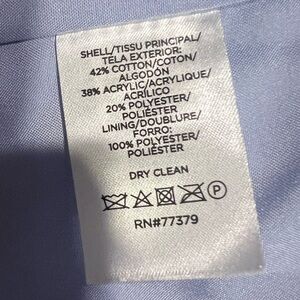 SHELL/TISSU PRINCIPAL/
TELA EXTERIOR:
42% COTTON/COTON/
ALGODÓN
38% ACRYLIC/ACRYLIQUE/
ACRÍLICO
20% POLYESTER/
POLIÉSTER
LINING/DOUBLURE/
FORRO:
100% POLYESTER/
POLIÉSTER
DRY CLEAN
P
RN#77379